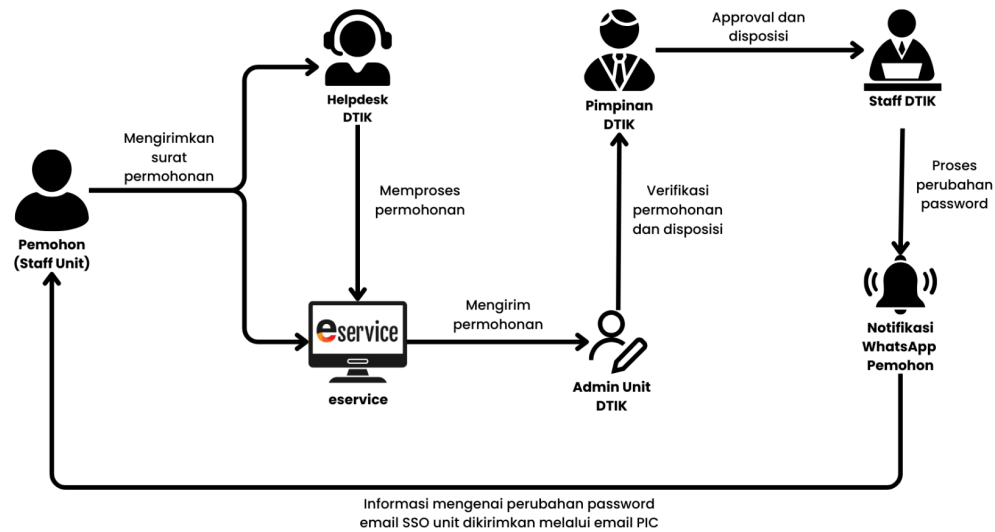 Approval dan
disposisi
Helpdesk
DTIK
Pimpinan
DTIK
Staff DTIK
Mengirimkan
surat
permohonan
Memproses
permohonan
Verifikasi
permohonan
dan disposisi
Proses
perubahan
password
Pemohon
(Staff Unit)
eservice
Mengirim
permohonan
Notifikasi
WhatsApp
Pemohon
eservice
Admin Unit
DTIK
Informasi mengenai perubahan password
email SSO unit dikirimkan melalui email PIC